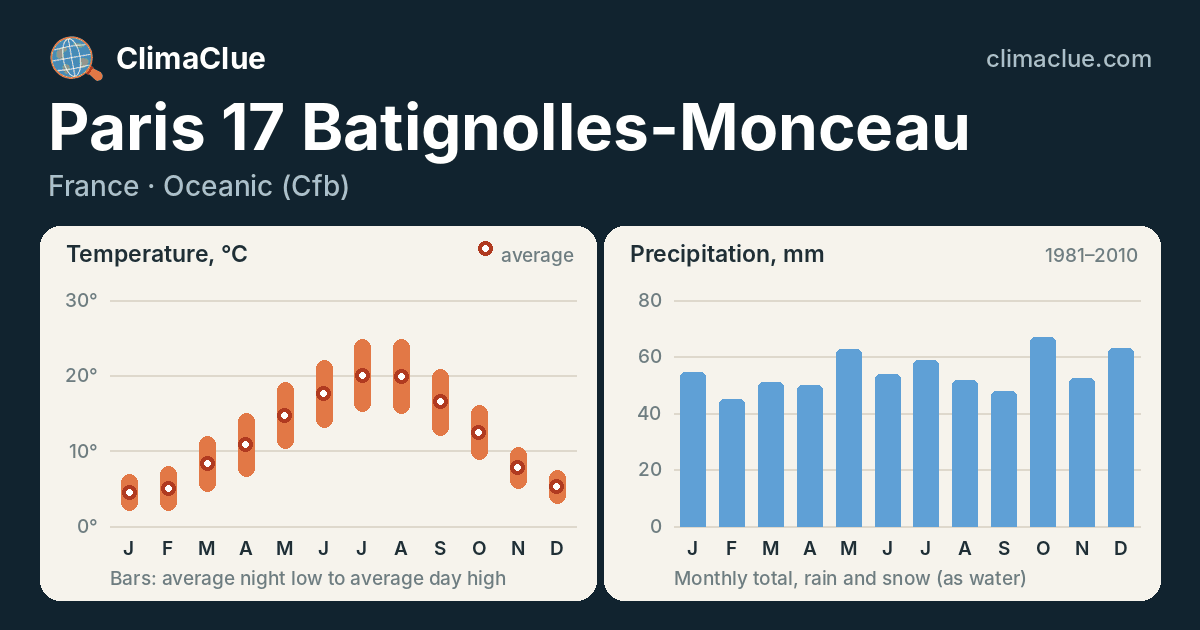 ClimaClue
climaclue.com
Paris 17 Batignolles-Monceau
France · Oceanic (Cfb)
Temperature, °C
average
30°
20°
10°
0°
J F M A M J J A S O N D
Bars: average night low to average day high
Precipitation, mm
1981–2010
80
60
40
20
0
J F M A M J J A S O N D
Monthly total, rain and snow (as water)